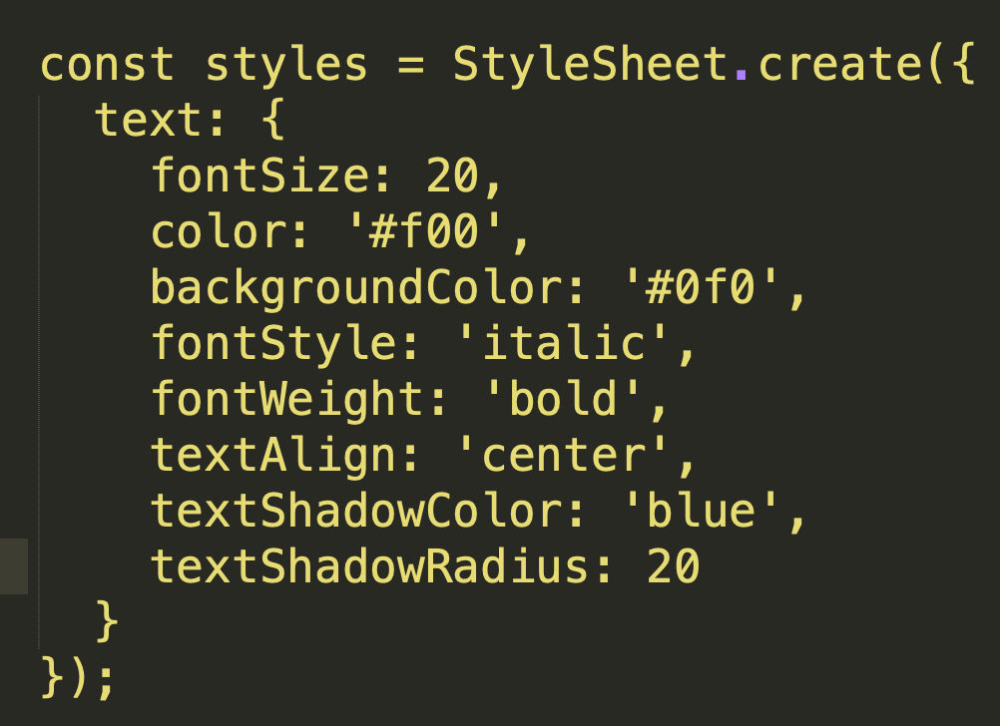 const styles = StyleSheet.create({
  text: {
    fontSize: 20,
    color: '#f00',
    backgroundColor: '#0f0',
    fontStyle: 'italic',
    fontWeight: 'bold',
    textAlign: 'center',
    textShadowColor: 'blue',
    textShadowRadius: 20
  }
});